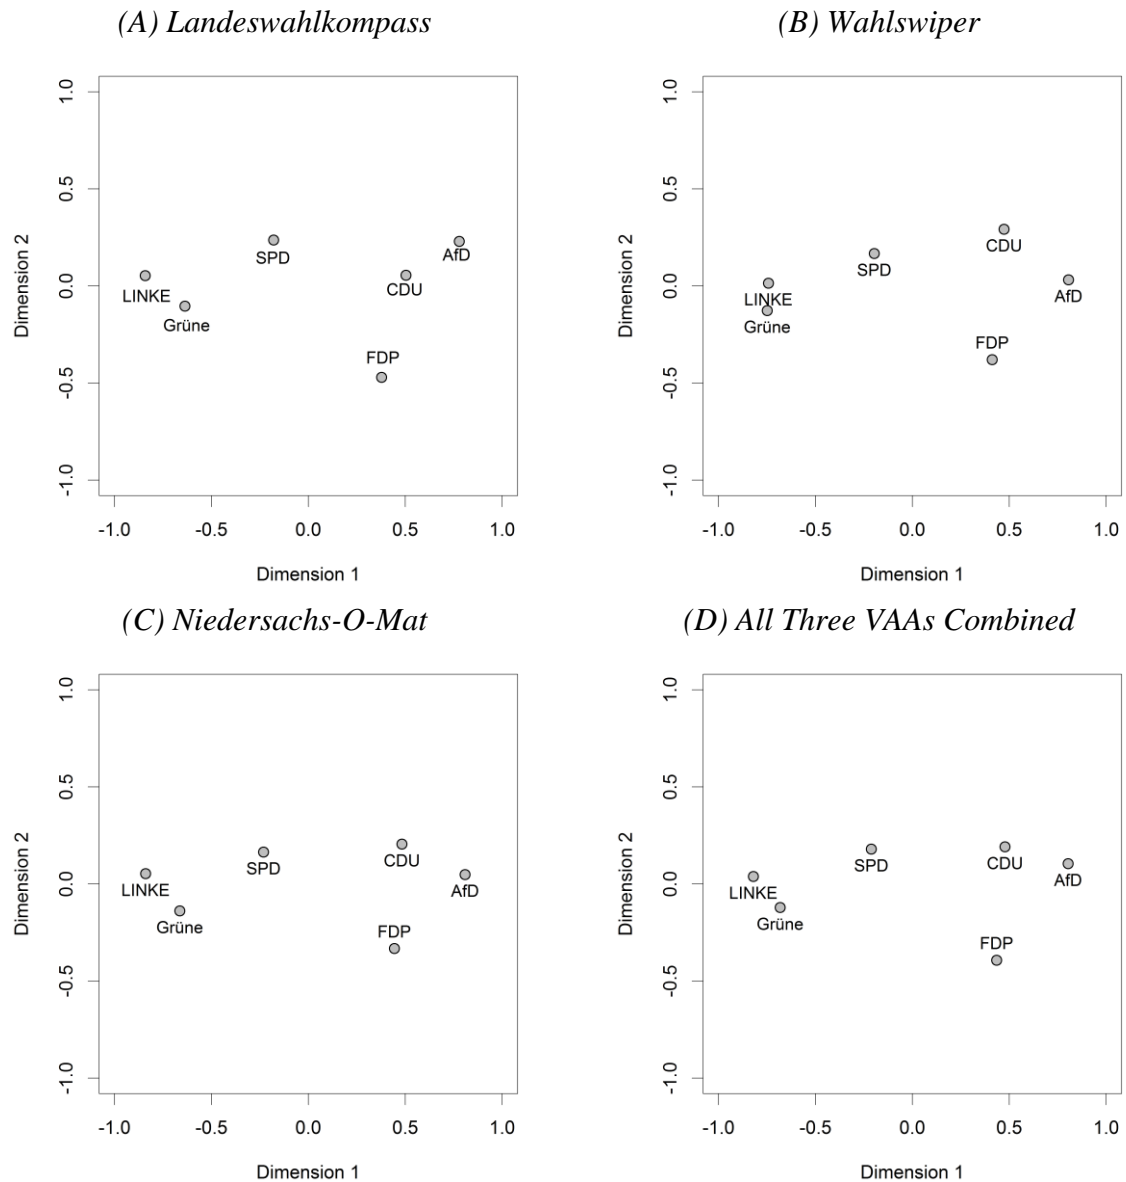 (A) Landeswahlkompass
1.0
0.5
0.0
-0.5
-1.0
Dimension 2
SPD
AfD
LINKE
CDU
Grüne
FDP
-1.0 -0.5 0.0 0.5 1.0
Dimension 1
(B) Wahlswiper
1.0
0.5
0.0
-0.5
-1.0
Dimension 2
CDU
SPD
AfD
LINKE
Grüne
FDP
-1.0 -0.5 0.0 0.5 1.0
Dimension 1
(C) Niedersachs-O-Mat
1.0
0.5
0.0
-0.5
-1.0
Dimension 2
CDU
SPD
LINKE
AfD
Grüne
FDP
-1.0 -0.5 0.0 0.5 1.0
Dimension 1
(D) All Three VAAs Combined
1.0
0.5
0.0
-0.5
-1.0
Dimension 2
CDU
SPD
AfD
LINKE
Grüne
FDP
-1.0 -0.5 0.0 0.5 1.0
Dimension 1